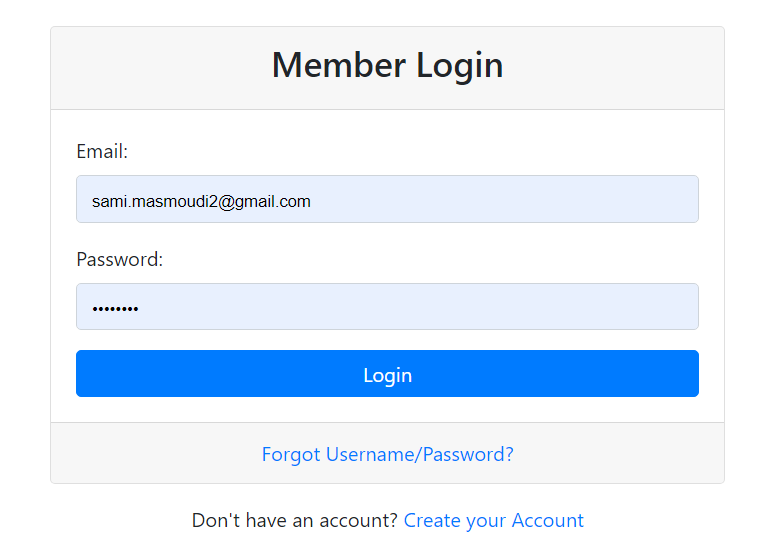 Member Login
Email:
sami.masmoudi2@gmail.com
Password:
••••••••
Login
Forgot Username/Password?
Don't have an account? Create your Account